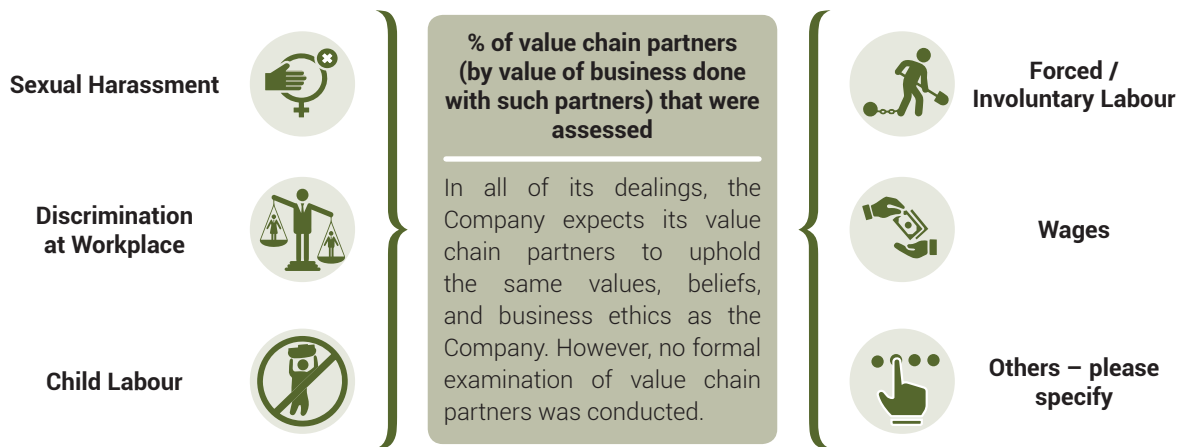 Sexual Harassment
Discrimination
at Workplace
Child Labour
% of value chain partners
(by value of business done
with such partners) that were
assessed
In all of its dealings, the
Company expects its value
chain partners to uphold
the same values, beliefs,
and business ethics as the
Company. However, no formal
examination of value chain
partners was conducted.
Forced /
Involuntary Labour
Wages
Others – please
specify